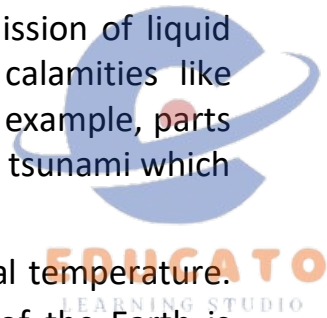 ission of liquid
calamities like
example, parts
tsunami which
al temperature.
EDUCATO
LEARNING STUDIO
of the Earth is